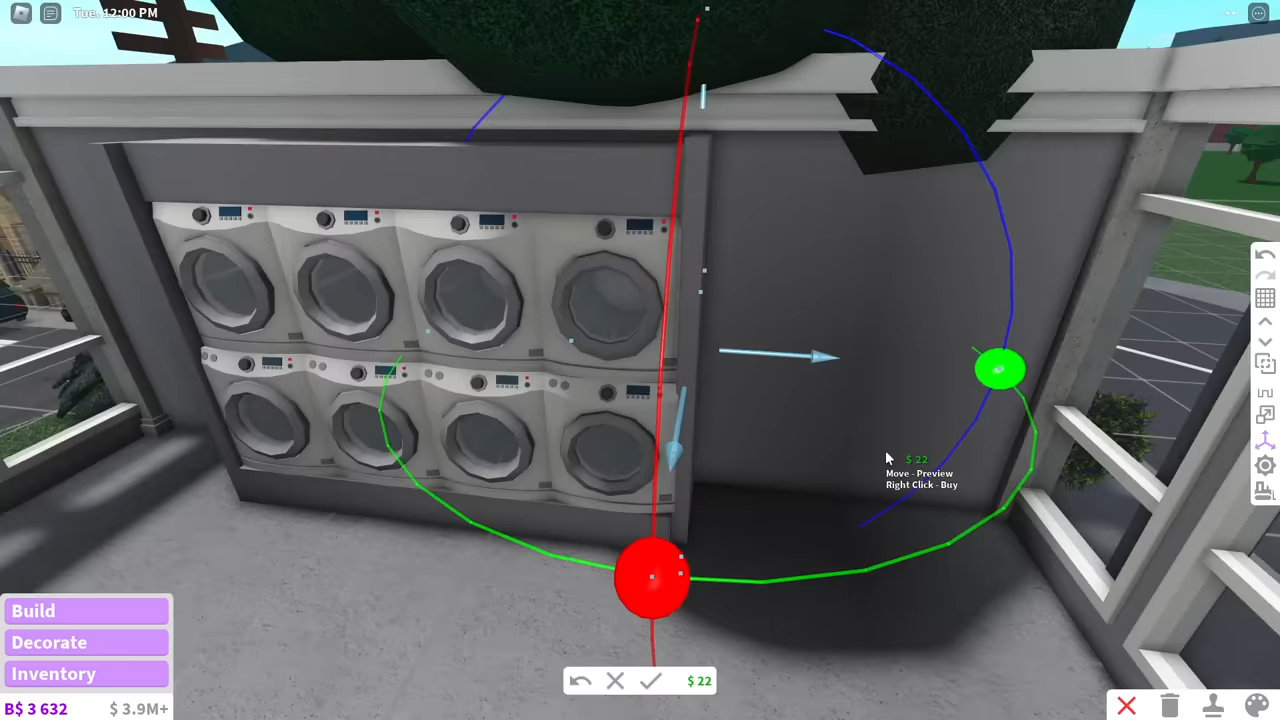 Tue. 12:00 PM
$ 22
Move - Preview
Right Click - Buy
Build
Decorate
Inventory
B$ 3 632 $ 3.9M+
$ 22